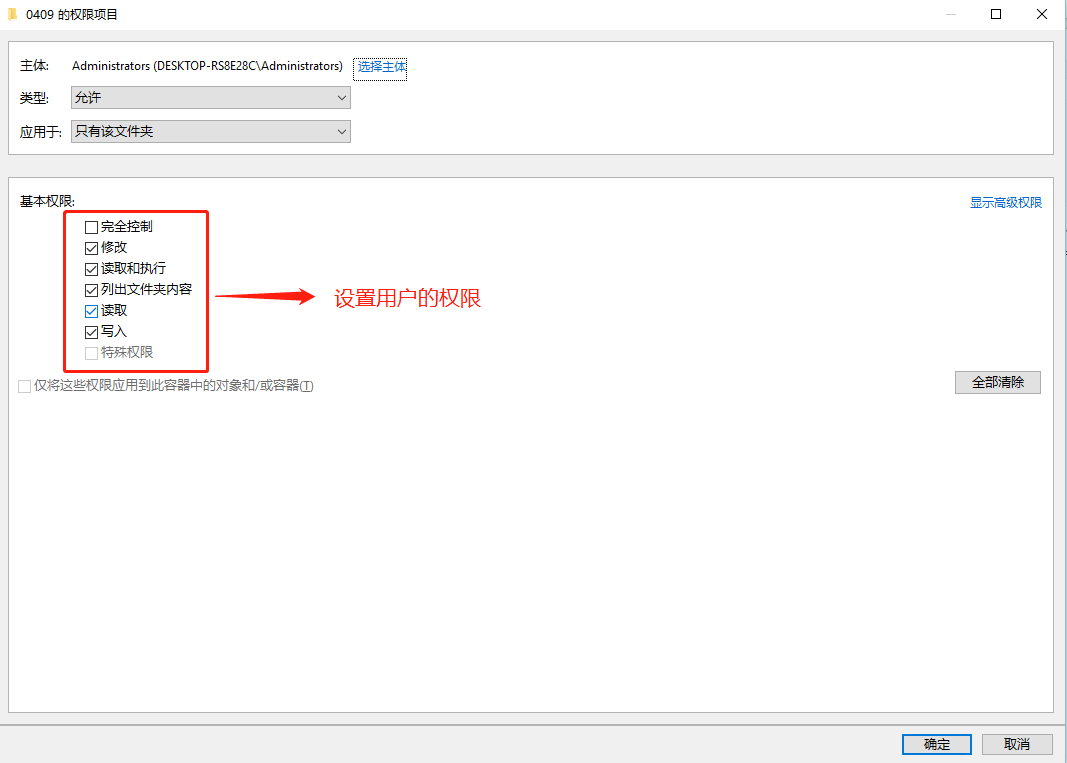 0409 的权限项目
主体: Administrators (DESKTOP-RS8E28C\Administrators) 选择主体
类型: 允许
应用于: 只有该文件夹
基本权限: 显示高级权限
完全控制
修改
读取和执行
列出文件夹内容
读取
写入
特殊权限
设置用户的权限
仅将这些权限应用到此容器中的对象和/或容器(T)
全部清除
确定 取消